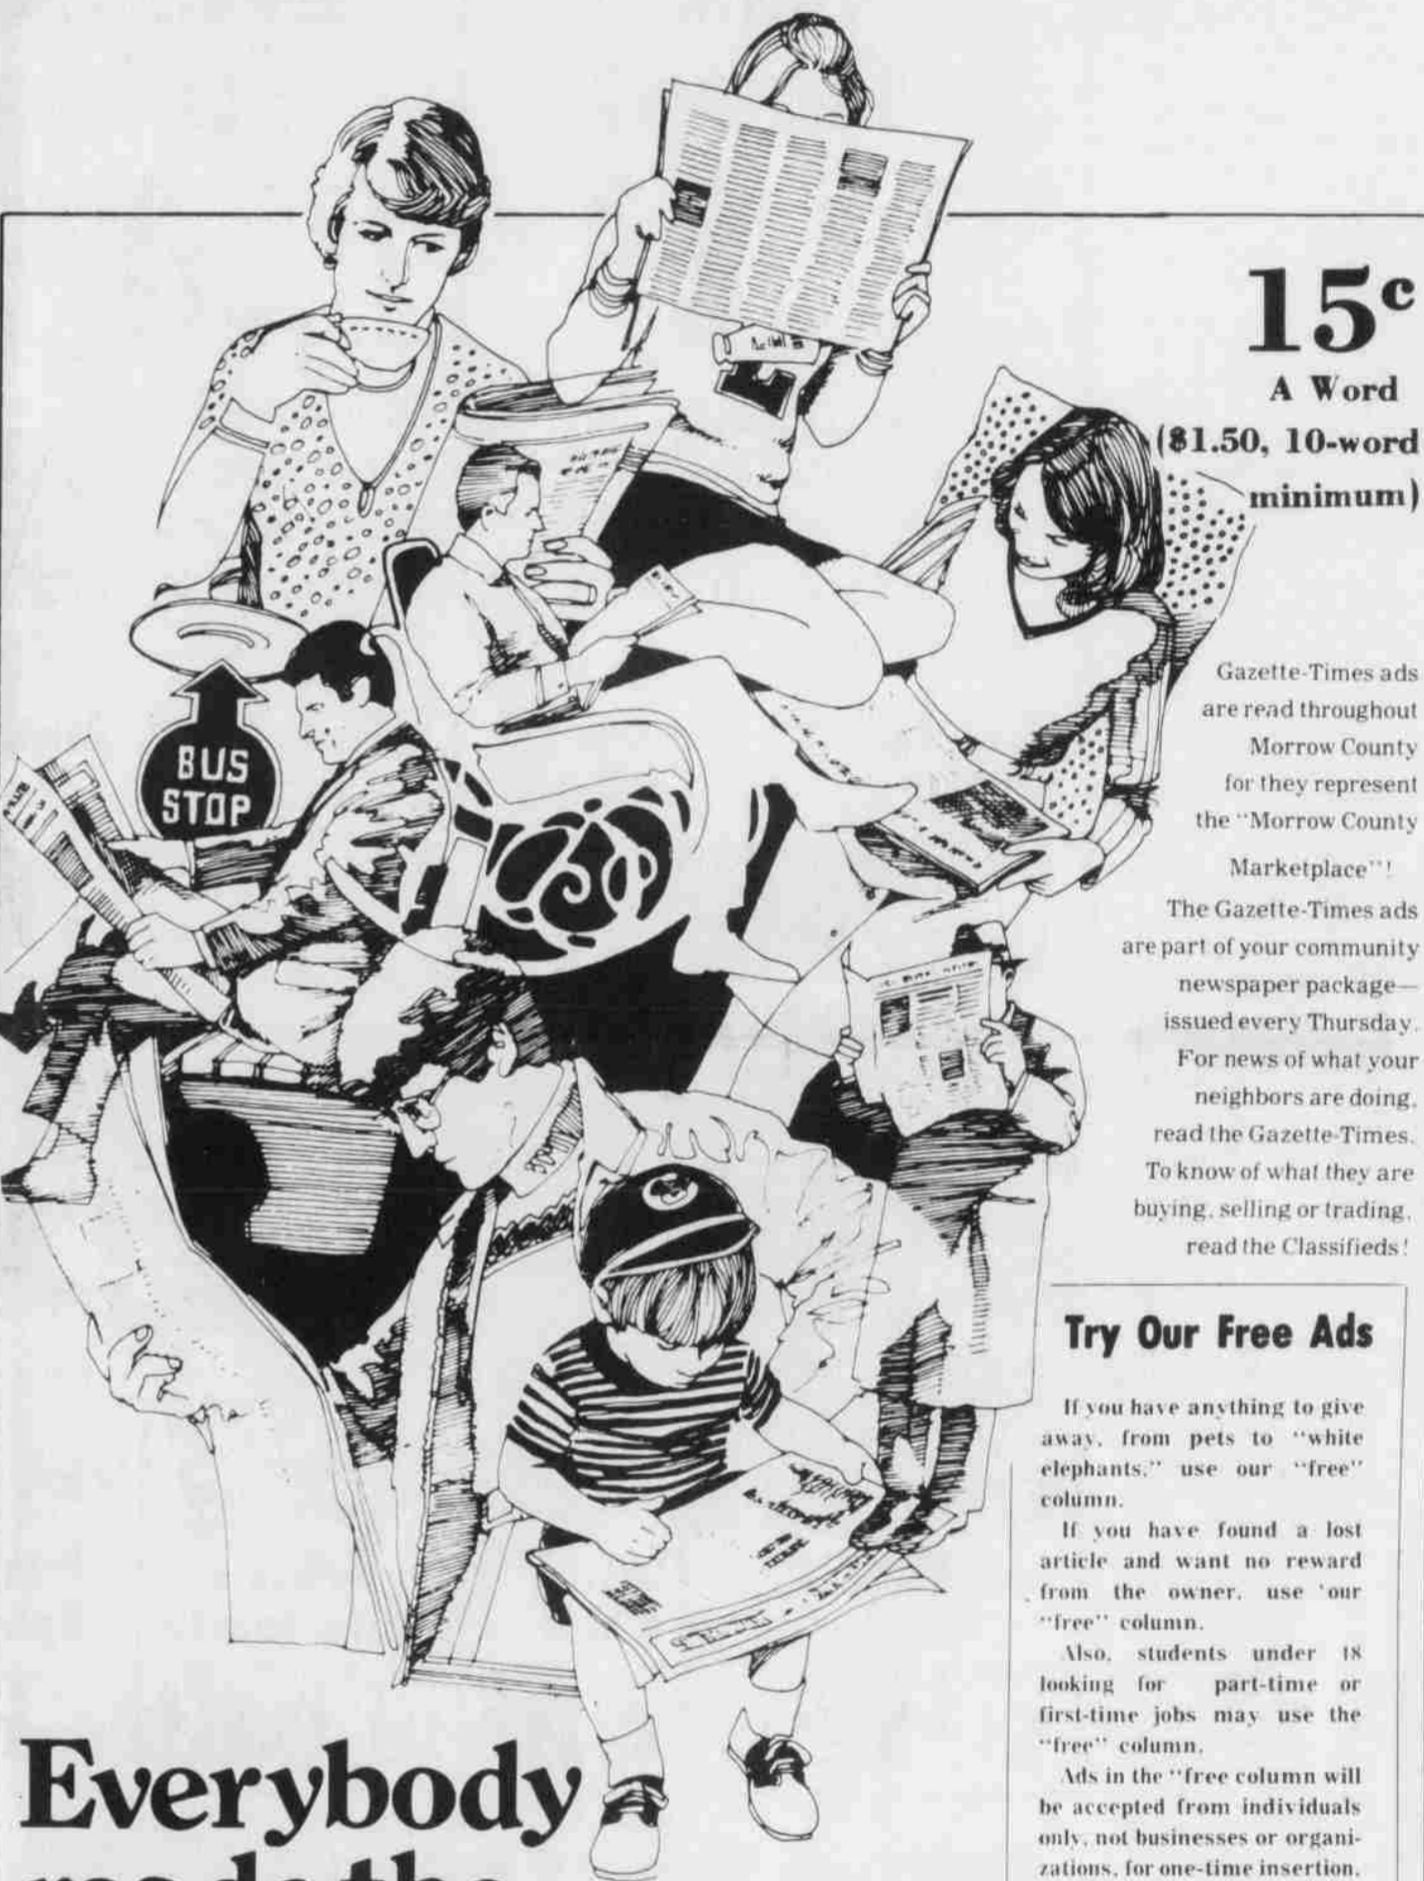 15c
A Word
($1.50, 10-word
minimum)
BUS
STOP
Gazette-Times ads
are read throughout
Morrow County
for they represent
the "Morrow County
Marketplace"!
The Gazette-Times ads
are part of your community
newspaper package—
issued every Thursday.
For news of what your
neighbors are doing,
read the Gazette-Times.
To know of what they are
buying, selling or trading,
read the Classifieds!
Try Our Free Ads
If you have anything to give
away, from pets to "white
elephants," use our "free"
column.
If you have found a lost
article and want no reward
from the owner, use 'our
"free" column.
Also, students under 18
looking for part-time or
first-time jobs may use the
"free" column.
Ads in the "free column will
be accepted from individuals
only, not businesses or organi-
zations, for one-time insertion.
Everybody
reads the